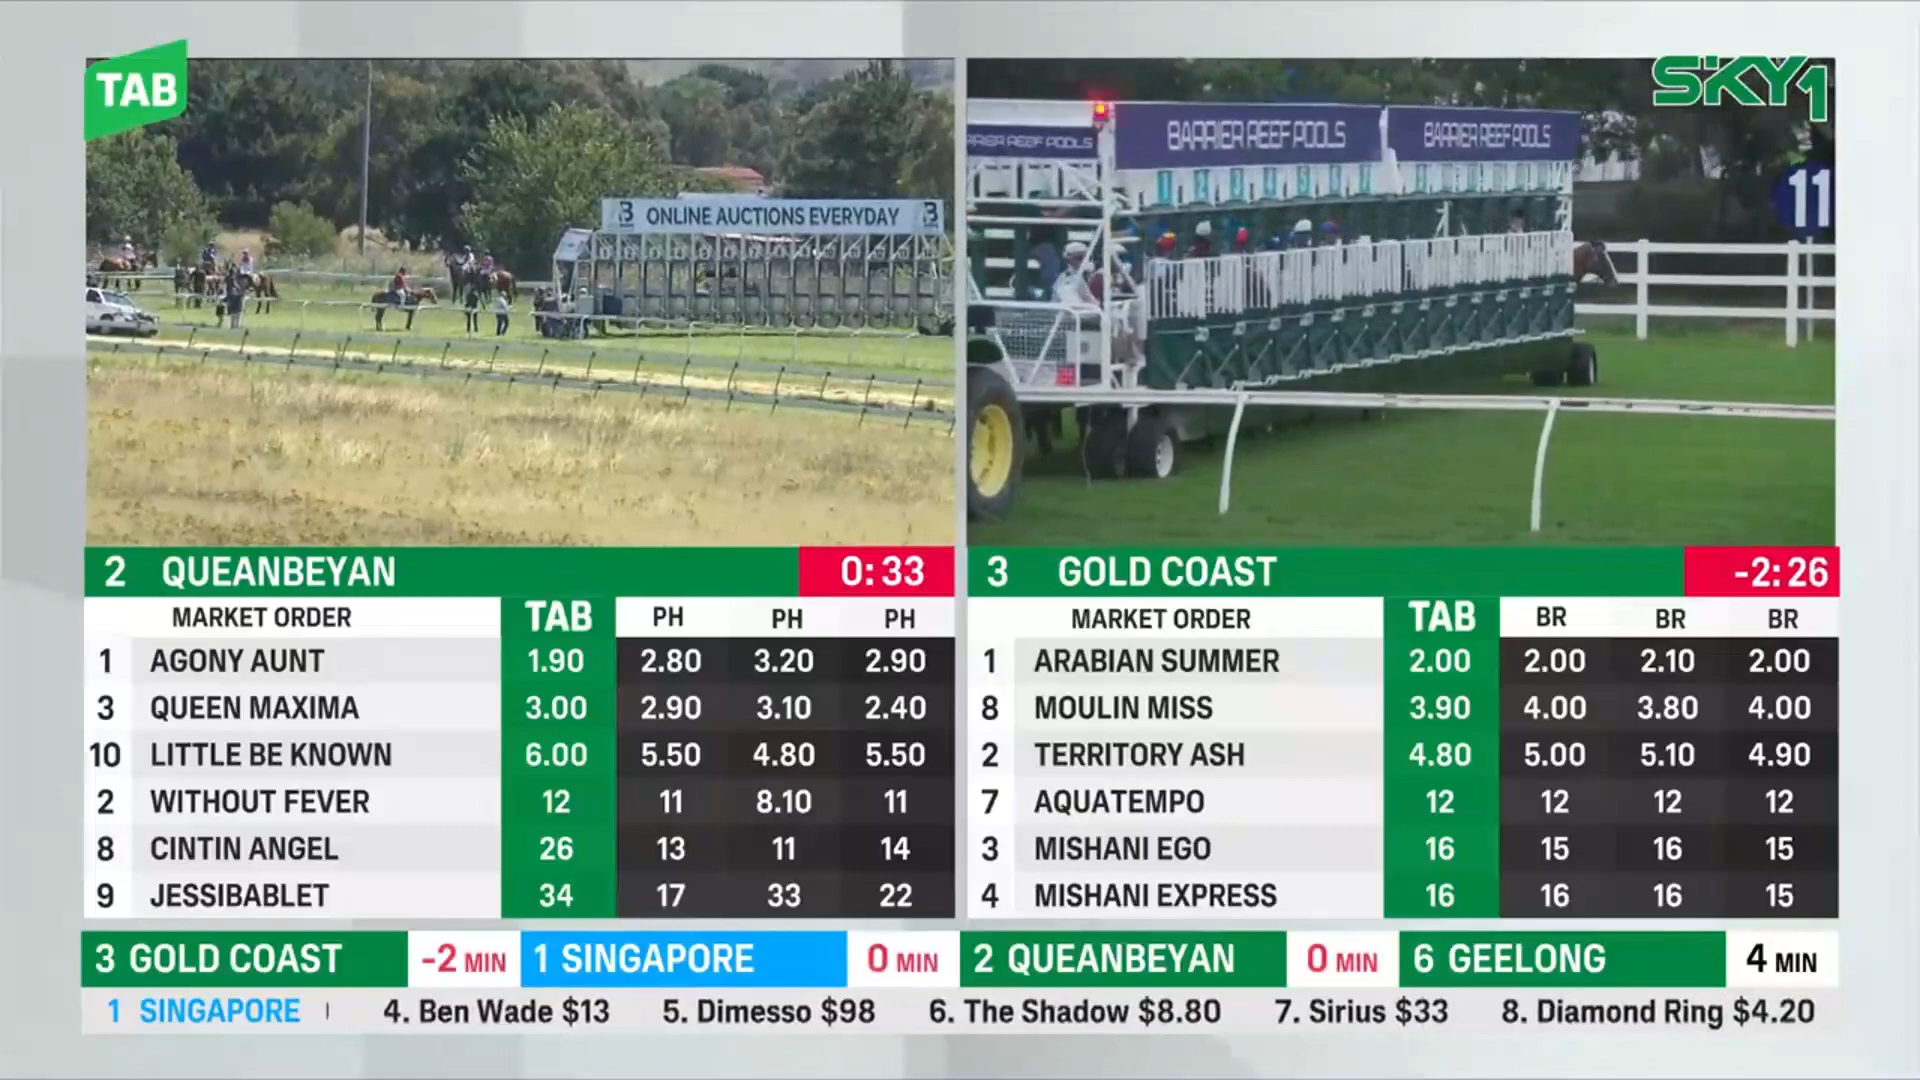 TAB
SKY1
ONLINE AUCTIONS EVERYDAY
BARRIER REEF POOLS
BARRIER REEF POOLS
11
2 QUEANBEYAN 0:33
MARKET ORDER TAB PH PH PH
1 AGONY AUNT 1.90 2.80 3.20 2.90
3 QUEEN MAXIMA 3.00 2.90 3.10 2.40
10 LITTLE BE KNOWN 6.00 5.50 4.80 5.50
2 WITHOUT FEVER 12 11 8.10 11
8 CINTIN ANGEL 26 13 11 14
9 JESSIBABLET 34 17 33 22
3 GOLD COAST -2:26
MARKET ORDER TAB BR BR BR
1 ARABIAN SUMMER 2.00 2.00 2.10 2.00
8 MOULIN MISS 3.90 4.00 3.80 4.00
2 TERRITORY ASH 4.80 5.00 5.10 4.90
7 AQUATEMPO 12 12 12 12
3 MISHANI EGO 16 15 16 15
4 MISHANI EXPRESS 16 16 16 15
3 GOLD COAST -2 MIN 1 SINGAPORE 0 MIN 2 QUEANBEYAN 0 MIN 6 GEELONG 4 MIN
1 SINGAPORE 4. Ben Wade $13 5. Dimesso $98 6. The Shadow $8.80 7. Sirius $33 8. Diamond Ring $4.20